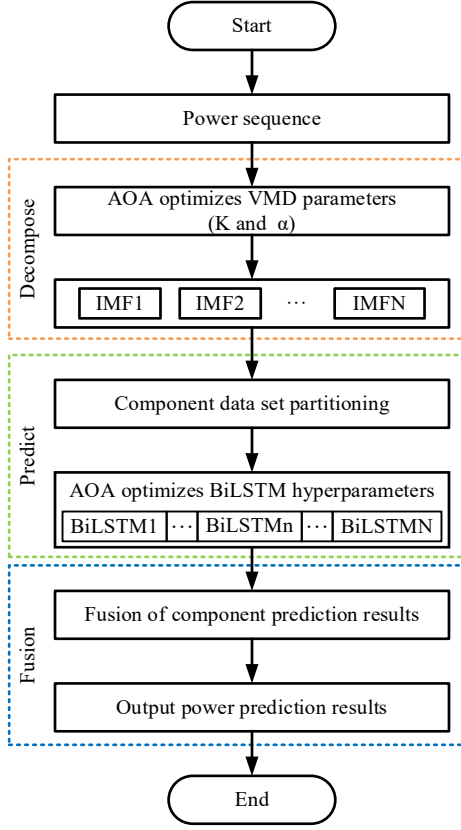 Start
Power sequence
Decompose
AOA optimizes VMD parameters
(K and α)
IMF1 IMF2 ··· IMFN
Predict
Component data set partitioning
AOA optimizes BiLSTM hyperparameters
BiLSTM1 ··· BiLSTMn ··· BiLSTMN
Fusion
Fusion of component prediction results
Output power prediction results
End